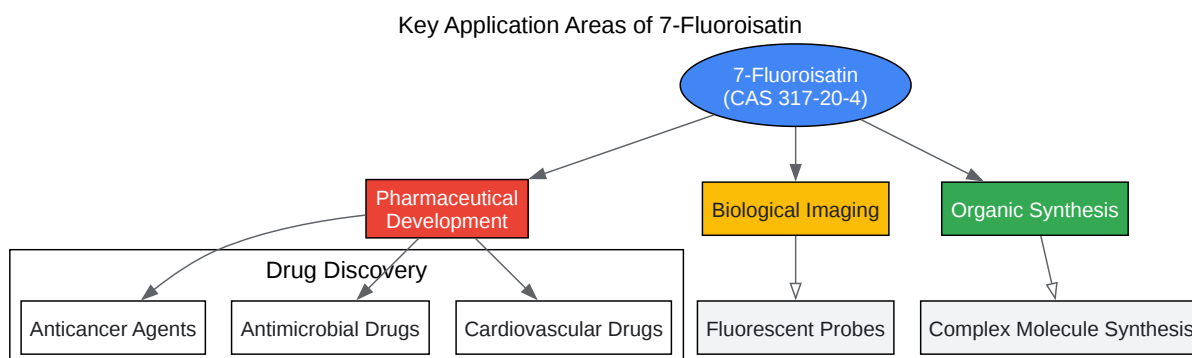 Key Application Areas of 7-Fluoroisatin
7-Fluoroisatin
(CAS 317-20-4)
Pharmaceutical
Development
Biological Imaging
Organic Synthesis
Drug Discovery
Anticancer Agents
Antimicrobial Drugs
Cardiovascular Drugs
Fluorescent Probes
Complex Molecule Synthesis